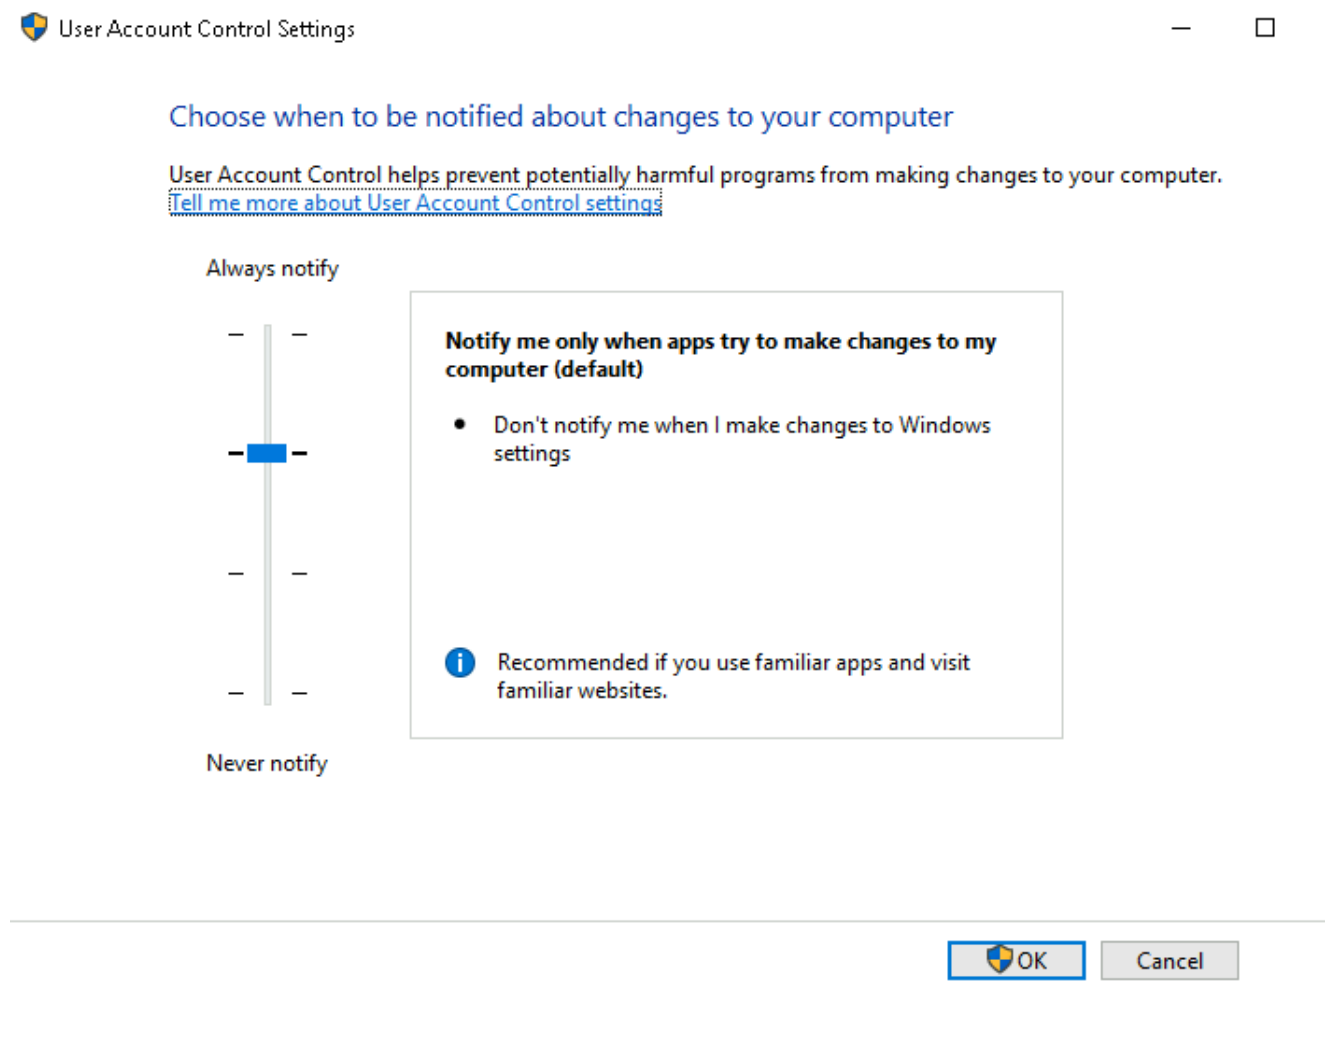 User Account Control Settings
Choose when to be notified about changes to your computer
User Account Control helps prevent potentially harmful programs from making changes to your computer.
Tell me more about User Account Control settings
Always notify
Notify me only when apps try to make changes to my
computer (default)
• Don't notify me when I make changes to Windows
settings
Recommended if you use familiar apps and visit
familiar websites.
Never notify
OK
Cancel